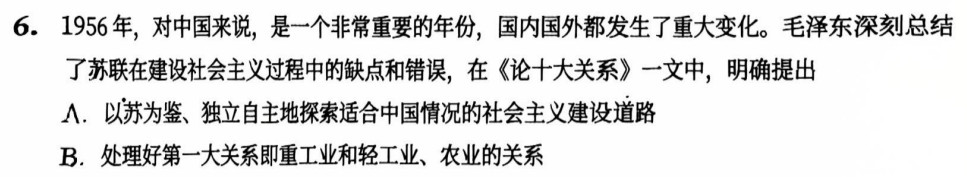 6. 1956年，对中国来说，是一个非常重要的年份，国内国外都发生了重大变化。毛泽东深刻总结
了苏联在建设社会主义过程中的缺点和错误，在《论十大关系》一文中，明确提出
A. 以苏为鉴、独立自主地探索适合中国情况的社会主义建设道路
B. 处理好第一大关系即重工业和轻工业、农业的关系